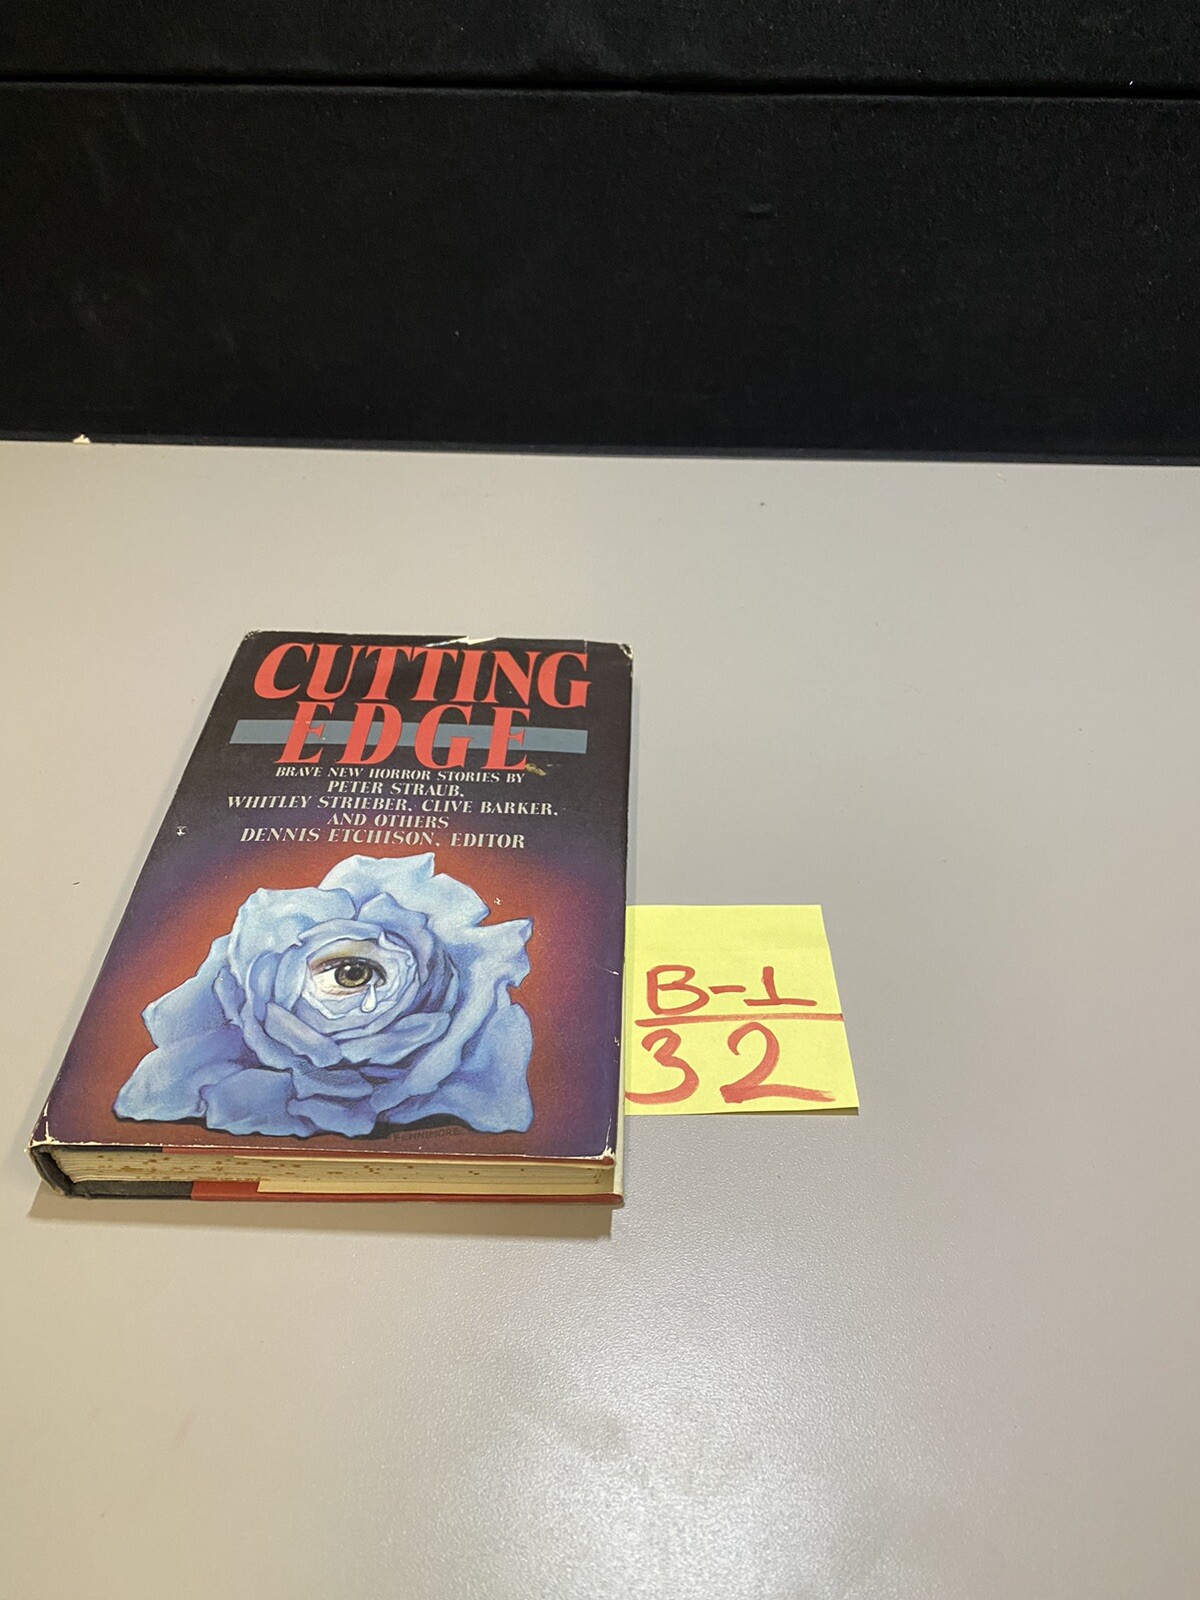 CUTTING
EDGE
BRAVE NEW HORROR STORIES BY
PETER STRAUB,
WHITLEY STRIEBER, CLIVE BARKER,
AND OTHERS
DENNIS ETCHISON, EDITOR
FENNIMORE
B-1
32